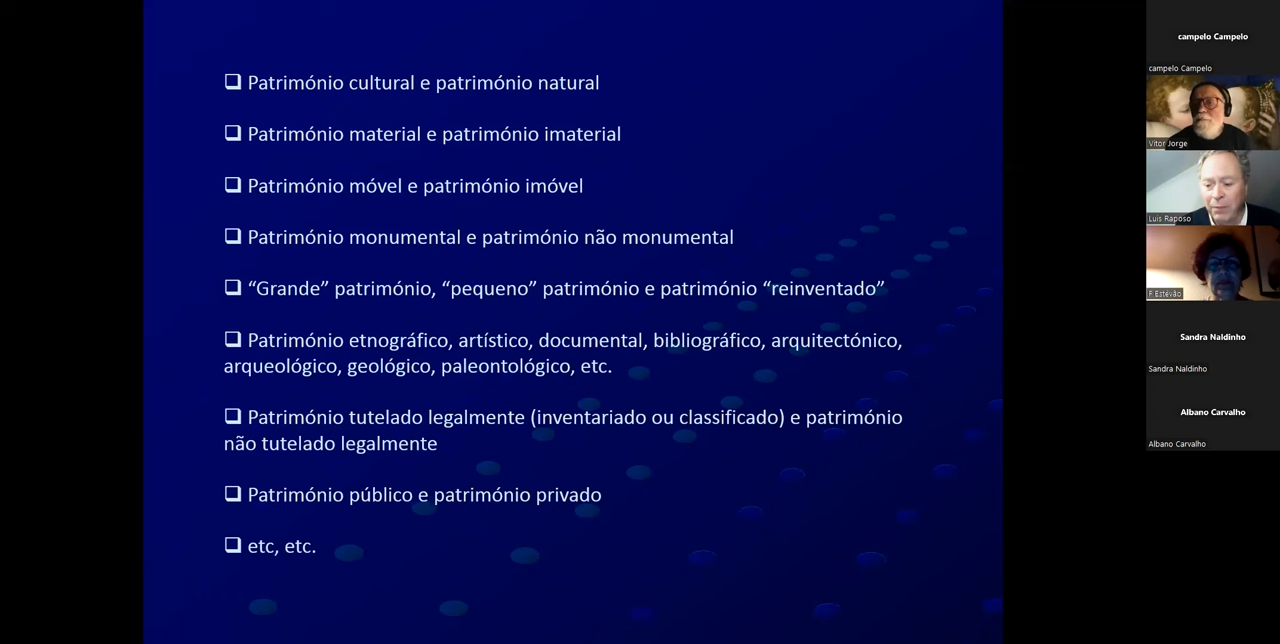 ❑ Património cultural e património natural
❑ Património material e património imaterial
❑ Património móvel e património imóvel
❑ Património monumental e património não monumental
❑ “Grande” património, “pequeno” património e património “reinventado”
❑ Património etnográfico, artístico, documental, bibliográfico, arquitectónico,
arqueológico, geológico, paleontológico, etc.
❑ Património tutelado legalmente (inventariado ou classificado) e património
não tutelado legalmente
❑ Património público e património privado
❑ etc, etc.
campelo Campelo
campelo Campelo
Vitor Jorge
Luis Raposo
F Estêvão
Sandra Naldinho
Sandra Naldinho
Albano Carvalho
Albano Carvalho